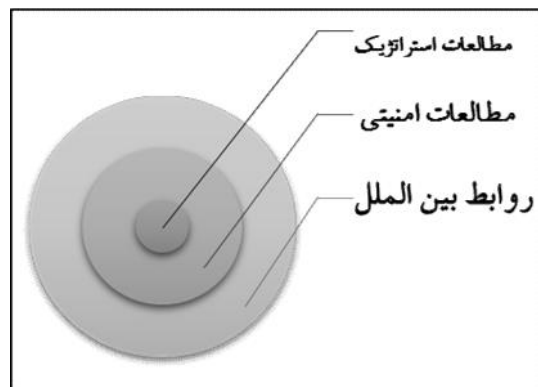 مطالعات استراتژیک
مطالعات امنیتی
روابط بین الملل